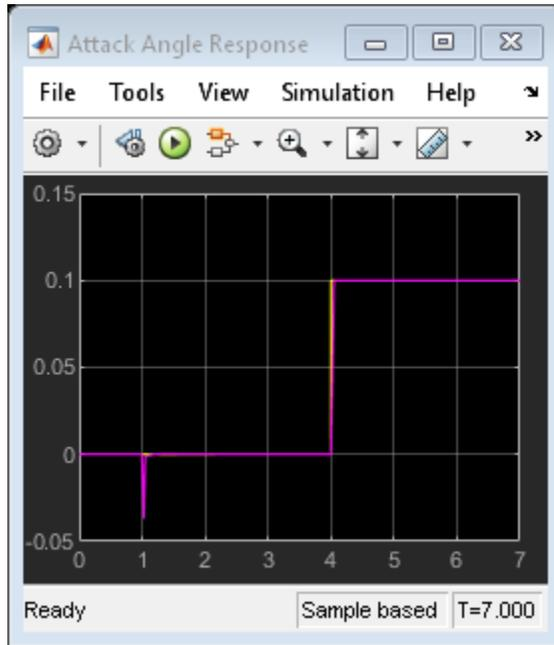 Attack Angle Response
File Tools View Simulation Help
0.15
0.1
0.05
0
-0.05
0 1 2 3 4 5 6 7
Ready Sample based T=7.000